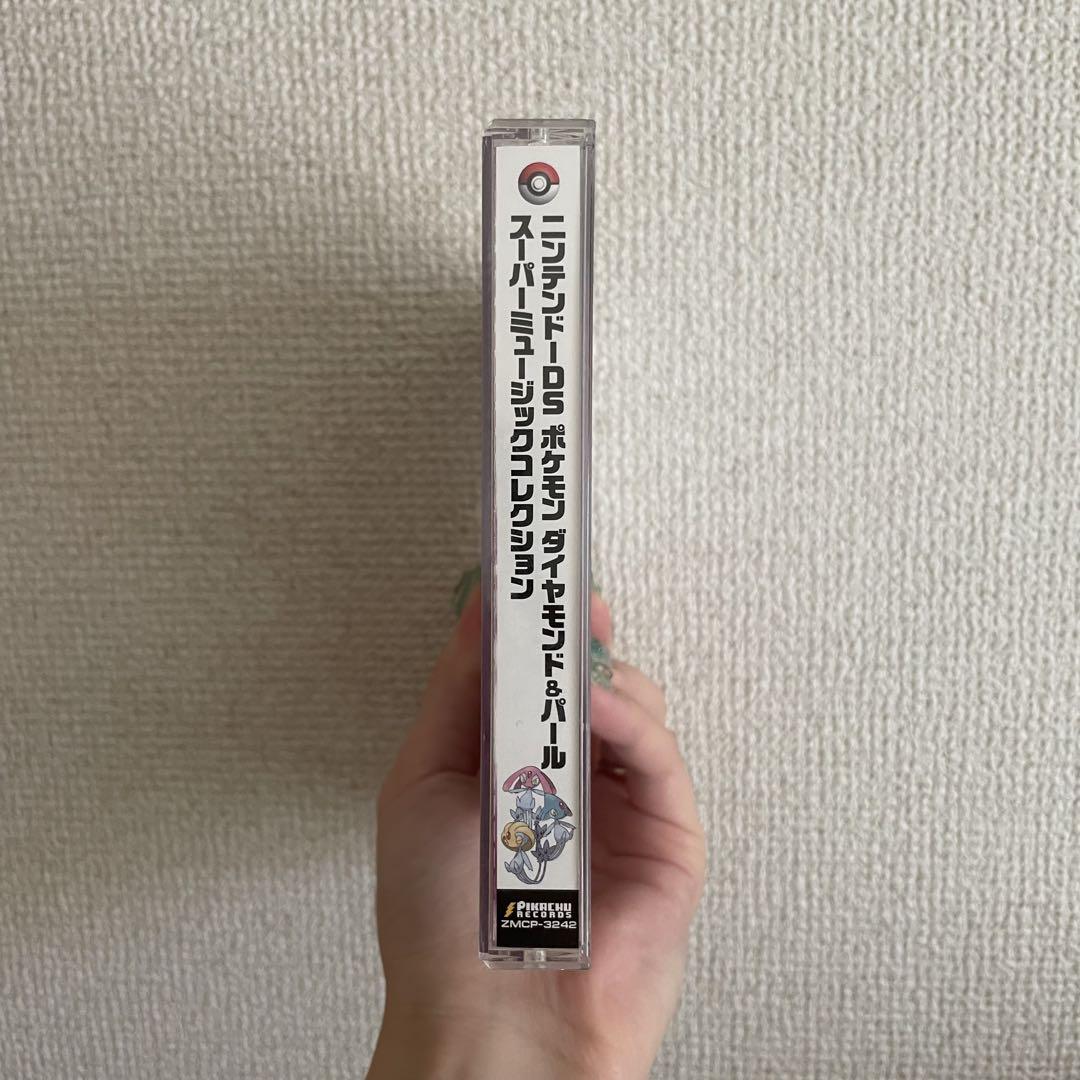 ニンテンドーDS ポケモン ダイヤモンド&パール
スーパーミュージックコレクション
PIKACHU
RECORDS
ZMCP-3242